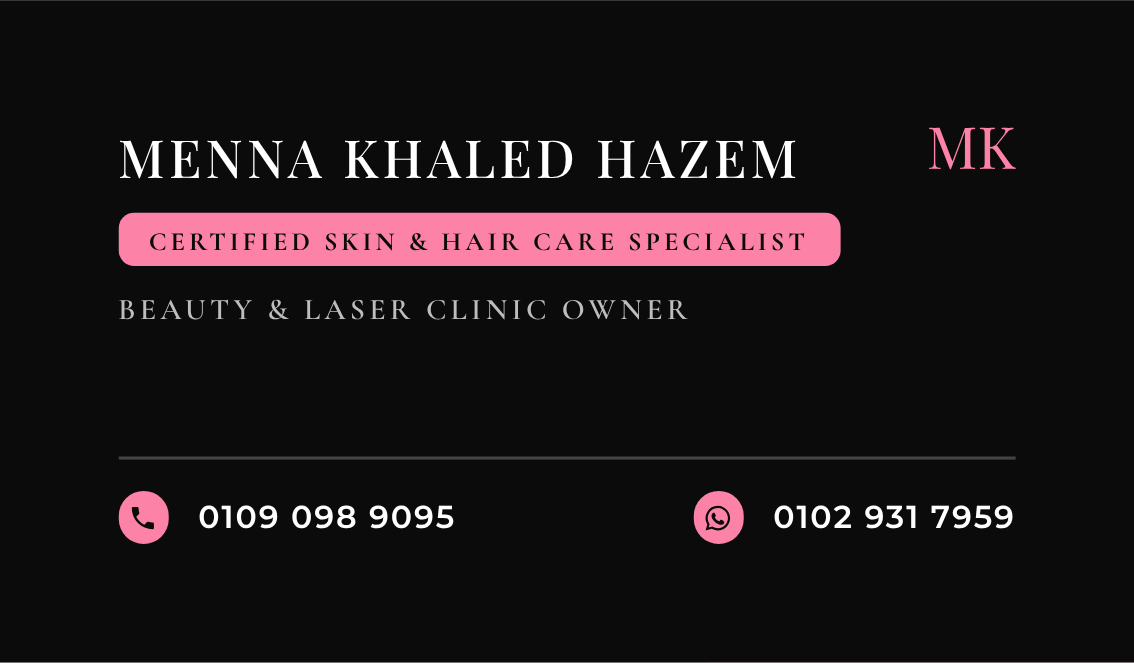 MENNA KHALED HAZEM
MK
CERTIFIED SKIN & HAIR CARE SPECIALIST
BEAUTY & LASER CLINIC OWNER
0109 098 9095
0102 931 7959